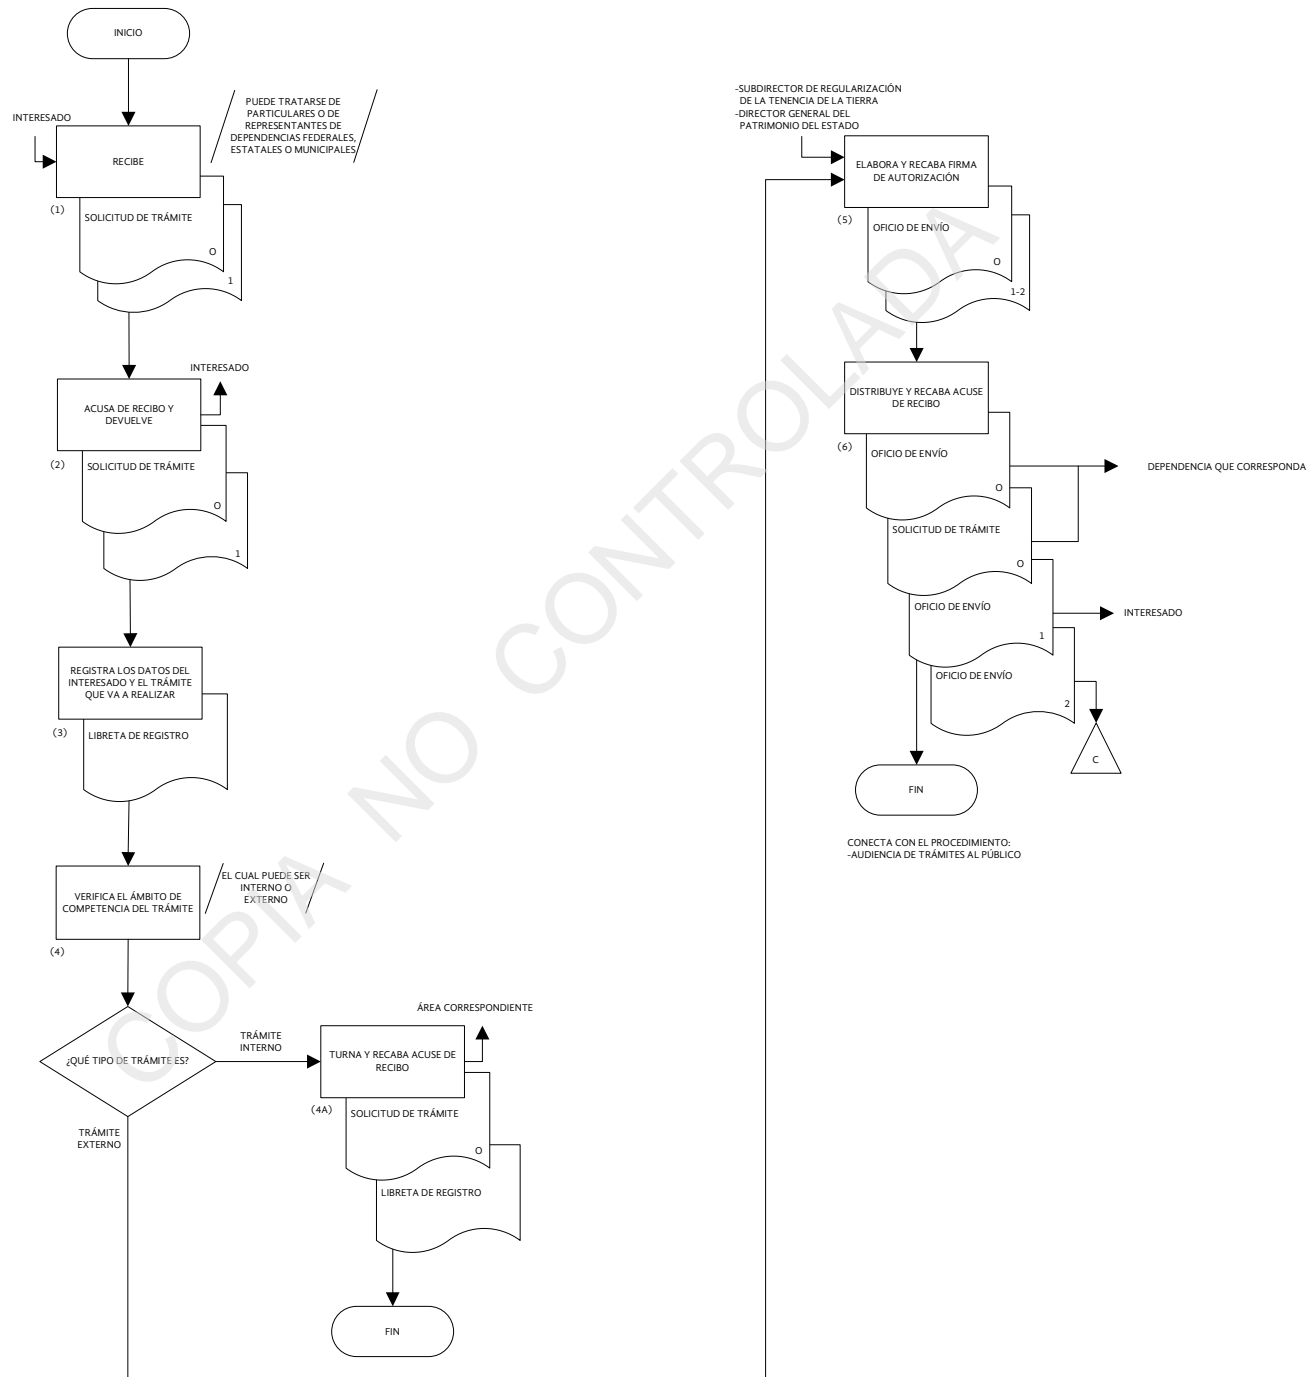 INICIO
INTERESADO
PUEDE TRATARSE DE
PARTICULARES O DE
REPRESENTANTES DE
DEPENDENCIAS FEDERALES,
ESTATALES O MUNICIPALES
RECIBE
(1)
SOLICITUD DE TRÁMITE
O
1
INTERESADO
ACUSA DE RECIBO Y
DEVUELVE
(2)
SOLICITUD DE TRÁMITE
O
1
REGISTRA LOS DATOS DEL
INTERESADO Y EL TRÁMITE
QUE VA A REALIZAR
(3)
LIBRETA DE REGISTRO
VERIFICA EL ÁMBITO DE
COMPETENCIA DEL TRÁMITE
EL CUAL PUEDE SER
INTERNO O
EXTERNO
(4)
¿QUÉ TIPO DE TRÁMITE ES?
TRÁMITE
INTERNO
TRÁMITE
EXTERNO
ÁREA CORRESPONDIENTE
TURNA Y RECABA ACUSE DE
RECIBO
(4A)
SOLICITUD DE TRÁMITE
O
LIBRETA DE REGISTRO
FIN
-SUBDIRECTOR DE REGULARIZACIÓN
DE LA TENENCIA DE LA TIERRA
-DIRECTOR GENERAL DEL
PATRIMONIO DEL ESTADO
ELABORA Y RECABA FIRMA
DE AUTORIZACIÓN
(5)
OFICIO DE ENVÍO
O
1-2
DISTRIBUYE Y RECABA ACUSE
DE RECIBO
(6)
OFICIO DE ENVÍO
O
DEPENDENCIA QUE CORRESPONDA
SOLICITUD DE TRÁMITE
O
OFICIO DE ENVÍO
1
INTERESADO
OFICIO DE ENVÍO
2
C
FIN
CONECTA CON EL PROCEDIMIENTO:
-AUDIENCIA DE TRÁMITES AL PÚBLICO
COPIA NO CONTROLADA